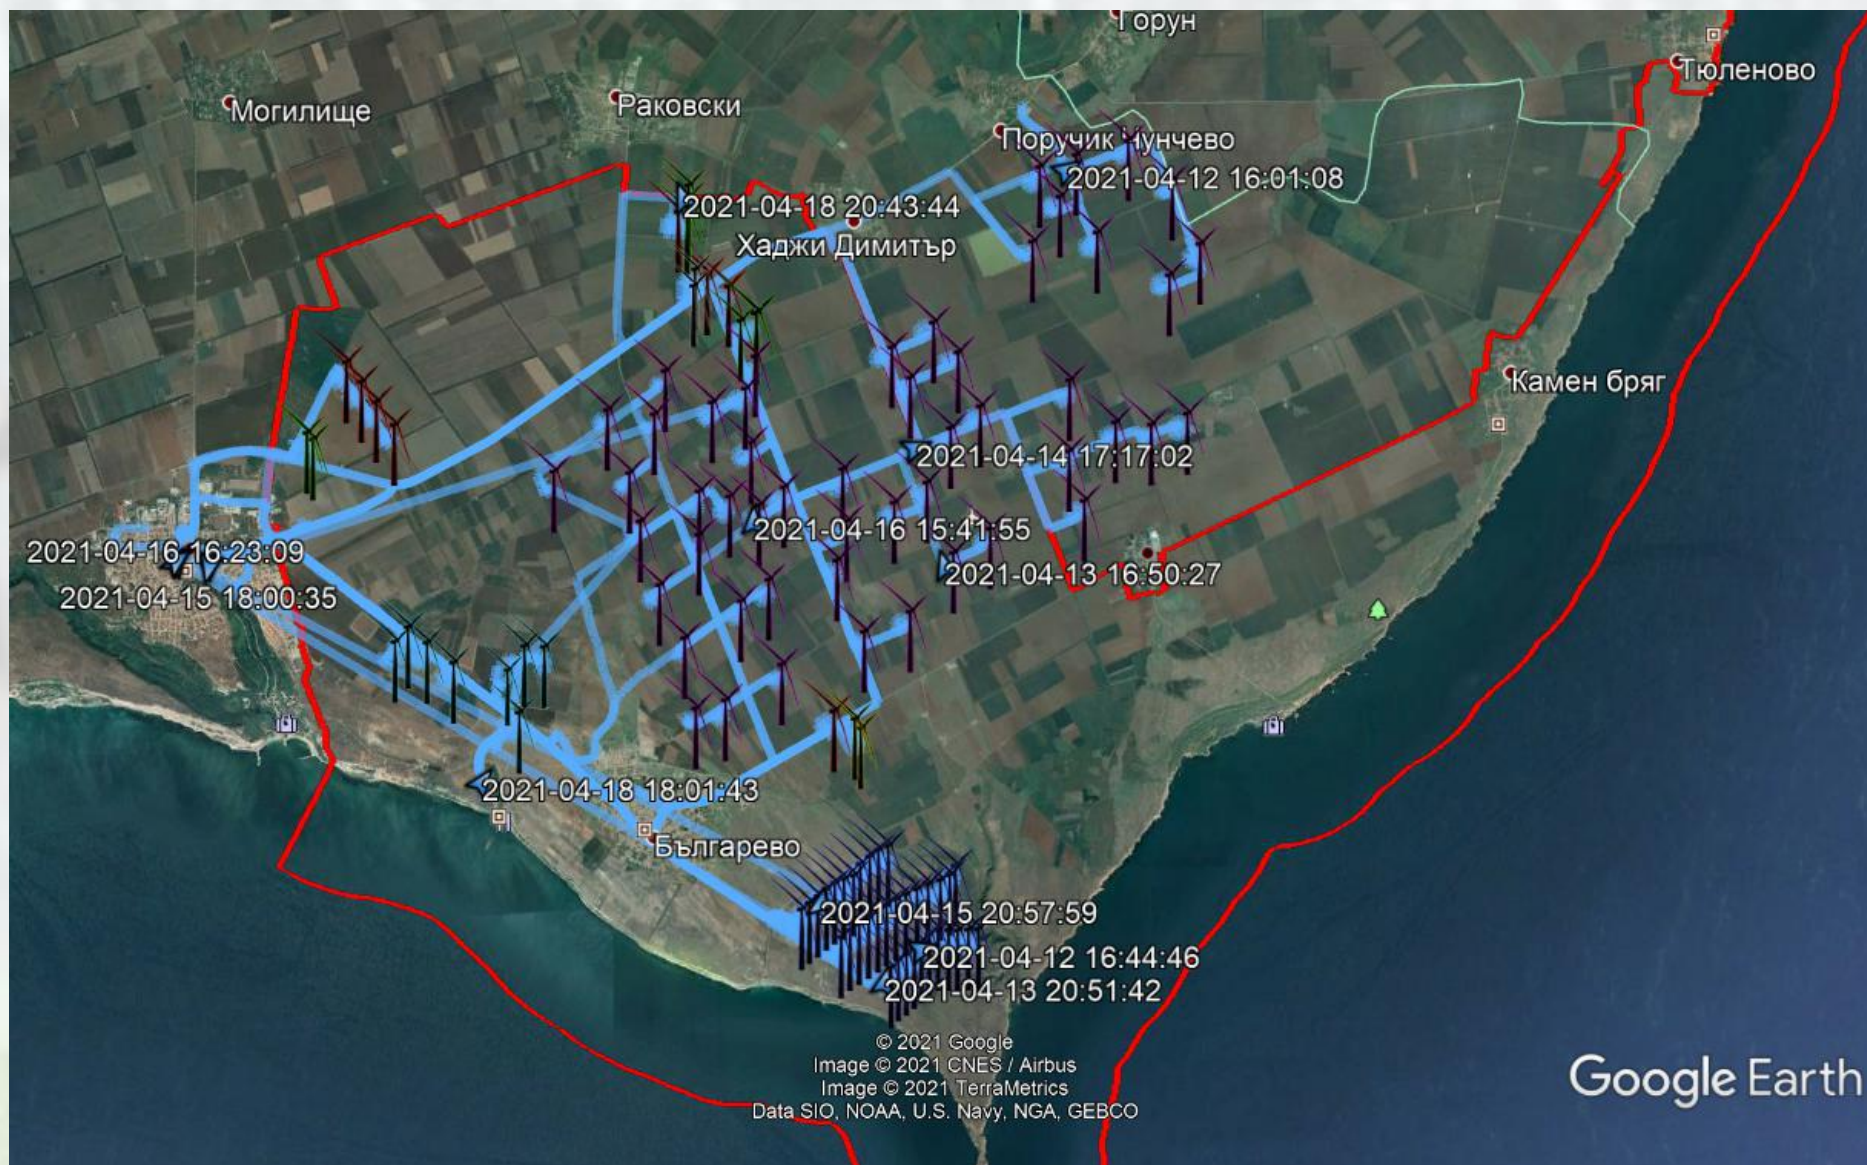 Горун
Тюленово
Могилище
Раковски
Поручик Чунчево
2021-04-12 16:01:08
2021-04-18 20:43:44
Хаджи Димитър
Камен бряг
2021-04-14 17:17:02
2021-04-16 15:41:55
2021-04-16 16:23:09
2021-04-13 16:50:27
2021-04-15 18:00:35
2021-04-18 18:01:43
Българево
2021-04-15 20:57:59
2021-04-12 16:44:46
2021-04-13 20:51:42
© 2021 Google
Image © 2021 CNES / Airbus
Image © 2021 TerraMetrics
Data SIO, NOAA, U.S. Navy, NGA, GEBCO
Google Earth